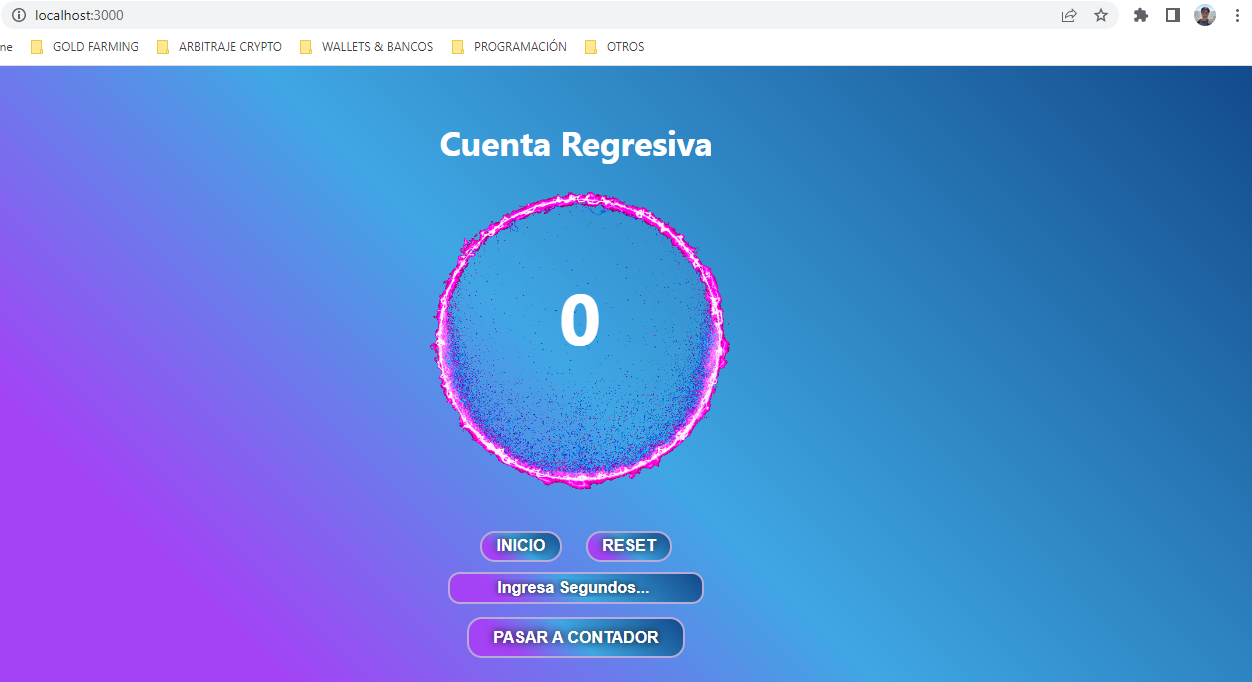 localhost:3000
ne GOLD FARMING ARBITRAJE CRYPTO WALLETS & BANCOS PROGRAMACIÓN OTROS
Cuenta Regresiva
0
INICIO RESET
Ingresa Segundos...
PASAR A CONTADOR